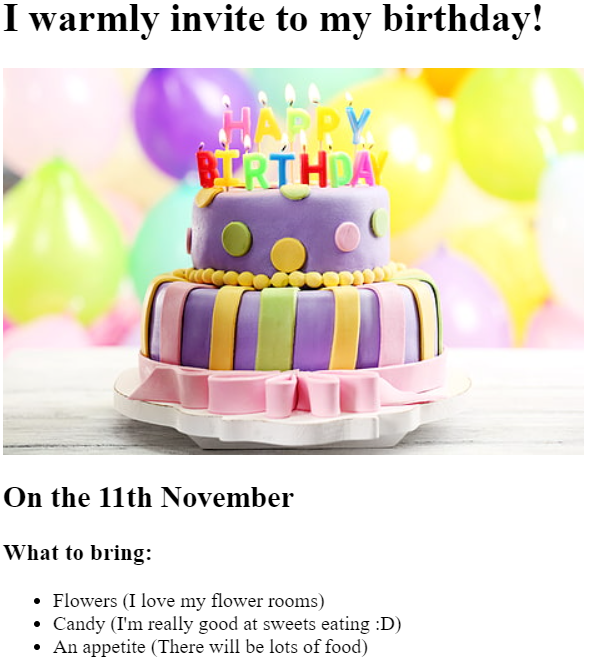 I warmly invite to my birthday!
HAPPY
BIRTHDAY
On the 11th November
What to bring:
• Flowers (I love my flower rooms)
• Candy (I'm really good at sweets eating :D)
• An appetite (There will be lots of food)